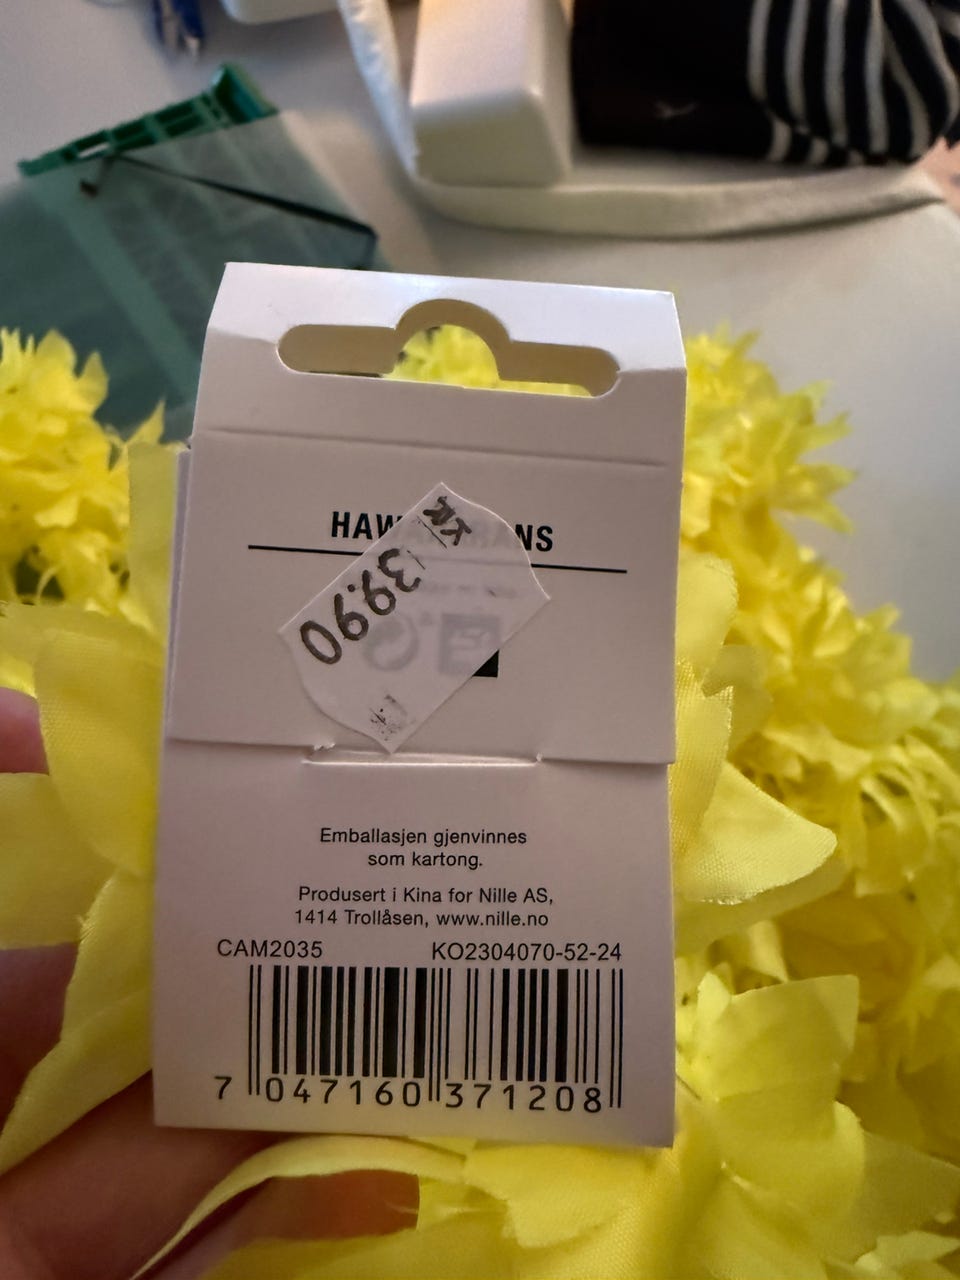 KR
39.90
Emballasjen gjenvinnes
som kartong.
Produsert i Kina for Nille AS,
1414 Trollåsen, www.nille.no
CAM2035 KO2304070-52-24
7 047160 371208